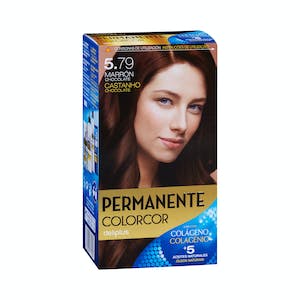 5.79
MARRÓN
CHOCOLATE
CASTANHO
CHOCOLATE
PERMANENTE
COLORCOR
deliplus
COLÁGENO
COLAGÉNIO
+5
ACEITES NATURALES
ÓLEOS NATURAIS